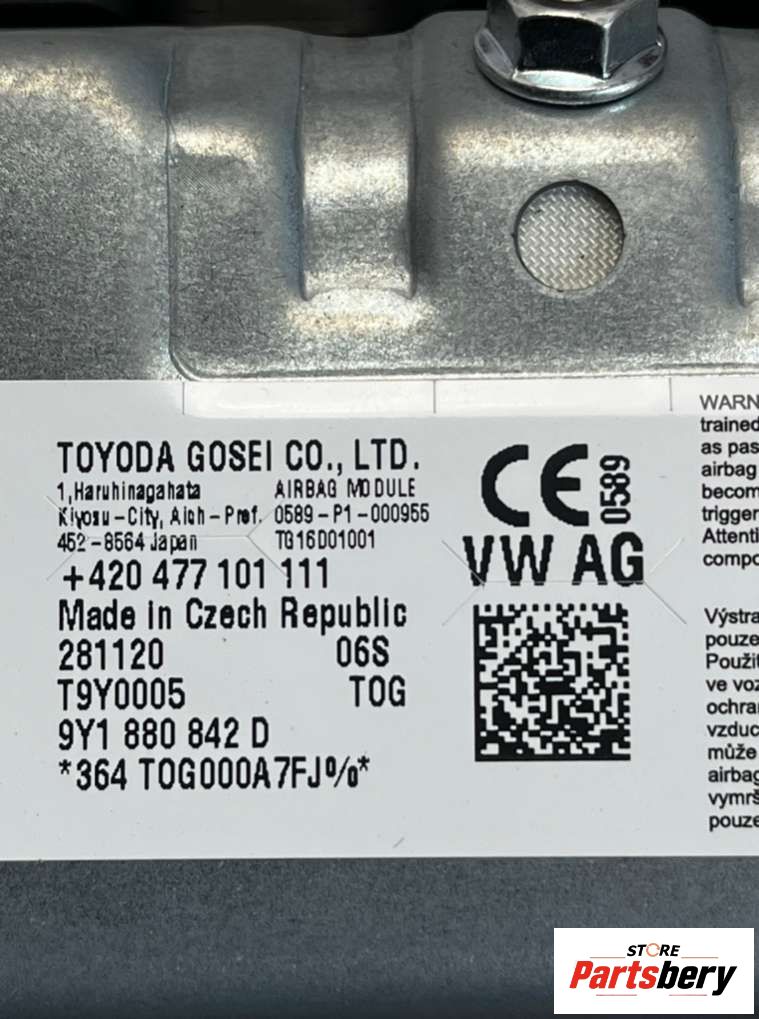 TOYODA GOSEI CO., LTD.
1,Haruhinagahata AIRBAG MODULE
Kiyosu-City, Aich-Pref. 0589-P1-000955
452-8564 Japan TG16D01001
+420 477 101 111
Made in Czech Republic
281120 06S
T9Y0005 TOG
9Y1 880 842 D
*364 TOG000A7FJ%*
CE 0589
VW AG
WARN
trained
as pas
airbag
becom
trigger
Attenti
compo
Výstra
pouze
Použit
ve voz
ochran
vzduc
může
airbag
vymrš
pouze
STORE
Partsbery